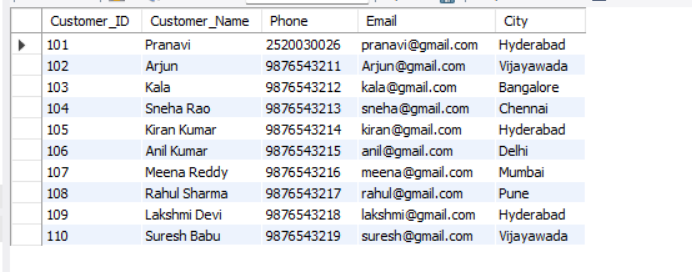 Customer_ID Customer_Name Phone Email City
101 Pranavi 2520030026 pranavi@gmail.com Hyderabad
102 Arjun 9876543211 Arjun@gmail.com Vijayawada
103 Kala 9876543212 kala@gmail.com Bangalore
104 Sneha Rao 9876543213 sneha@gmail.com Chennai
105 Kiran Kumar 9876543214 kiran@gmail.com Hyderabad
106 Anil Kumar 9876543215 anil@gmail.com Delhi
107 Meena Reddy 9876543216 meena@gmail.com Mumbai
108 Rahul Sharma 9876543217 rahul@gmail.com Pune
109 Lakshmi Devi 9876543218 lakshmi@gmail.com Hyderabad
110 Suresh Babu 9876543219 suresh@gmail.com Vijayawada